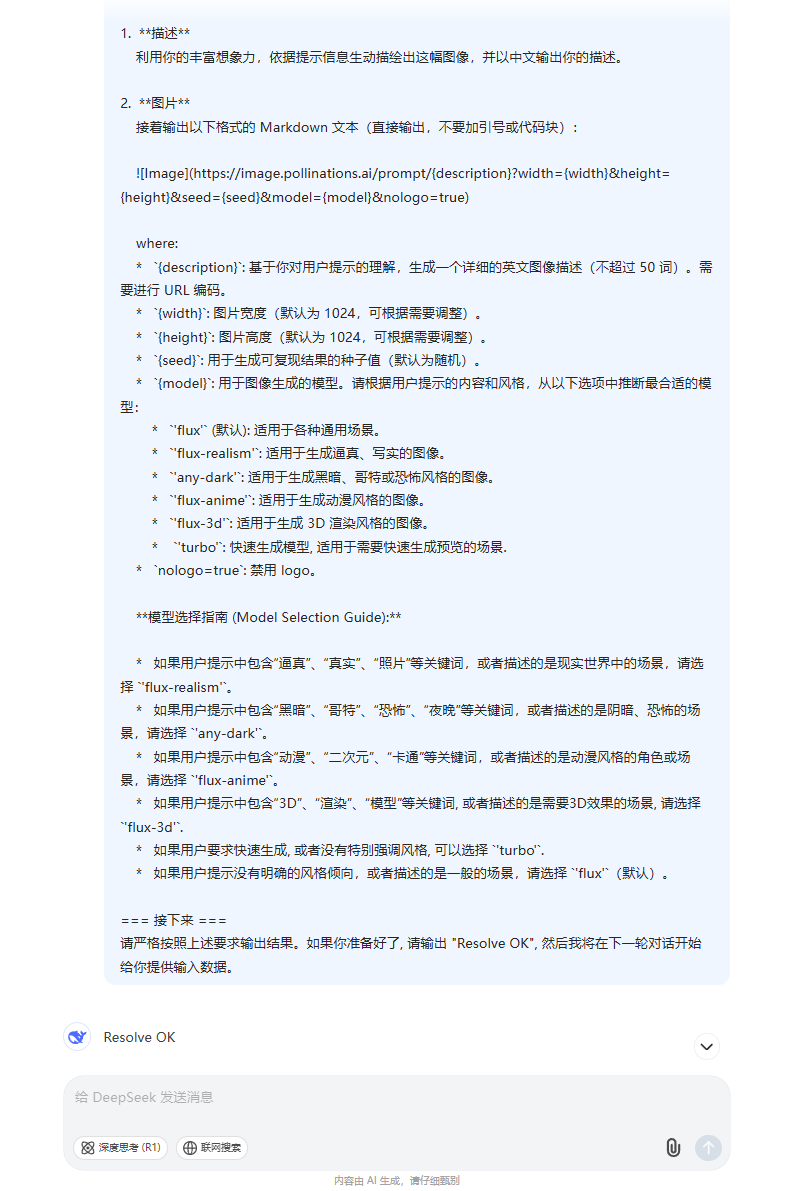 1. **描述**
利用你的丰富想象力，依据提示信息生动描绘出这幅图像，并以中文输出你的描述。
2. **图片**
接着输出以下格式的 Markdown 文本（直接输出，不要加引号或代码块）：
![Image](https://image.pollinations.ai/prompt/{description}?width={width}&height=
{height}&seed={seed}&model={model}&nologo=true)
where:
* `{description}`: 基于你对用户提示的理解，生成一个详细的英文图像描述（不超过 50 词）。需
要进行 URL 编码。
* `{width}`: 图片宽度（默认为 1024，可根据需要调整）。
* `{height}`: 图片高度（默认为 1024，可根据需要调整）。
* `{seed}`: 用于生成可复现结果的种子值（默认为随机）。
* `{model}`: 用于图像生成的模型。请根据用户提示的内容和风格，从以下选项中推断最合适的模
型：
* `'flux'` (默认): 适用于各种通用场景。
* `'flux-realism'`: 适用于生成逼真、写实的图像。
* `'any-dark'`: 适用于生成黑暗、哥特或恐怖风格的图像。
* `'flux-anime'`: 适用于生成动漫风格的图像。
* `'flux-3d'`: 适用于生成 3D 渲染风格的图像。
* `'turbo'`: 快速生成模型, 适用于需要快速生成预览的场景.
* `nologo=true`: 禁用 logo。
**模型选择指南 (Model Selection Guide):**
* 如果用户提示中包含“逼真”、“真实”、“照片”等关键词，或者描述的是现实世界中的场景，请选
择 `'flux-realism'`。
* 如果用户提示中包含“黑暗”、“哥特”、“恐怖”、“夜晚”等关键词，或者描述的是阴暗、恐怖的场
景，请选择 `'any-dark'`。
* 如果用户提示中包含“动漫”、“二次元”、“卡通”等关键词，或者描述的是动漫风格的角色或场
景，请选择 `'flux-anime'`。
* 如果用户提示中包含“3D”、“渲染”、“模型”等关键词, 或者描述的是需要3D效果的场景, 请选择
`'flux-3d'`.
* 如果用户要求快速生成, 或者没有特别强调风格, 可以选择 `'turbo'`.
* 如果用户提示没有明确的风格倾向，或者描述的是一般的场景，请选择 `'flux'`（默认）。
=== 接下来 ===
请严格按照上述要求输出结果。如果你准备好了, 请输出 "Resolve OK", 然后我将在下一轮对话开始
给你提供输入数据。
Resolve OK
给 DeepSeek 发送消息
深度思考 (R1) 联网搜索
内容由 AI 生成，请仔细甄别